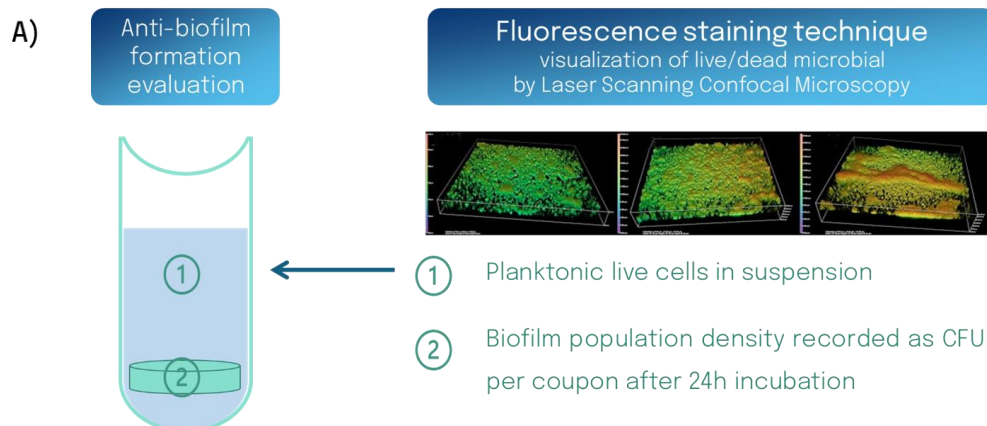 A)
Anti-biofilm
formation
evaluation
Fluorescence staining technique
visualization of live/dead microbial
by Laser Scanning Confocal Microscopy
1
2
1 Planktonic live cells in suspension
2 Biofilm population density recorded as CFU
per coupon after 24h incubation